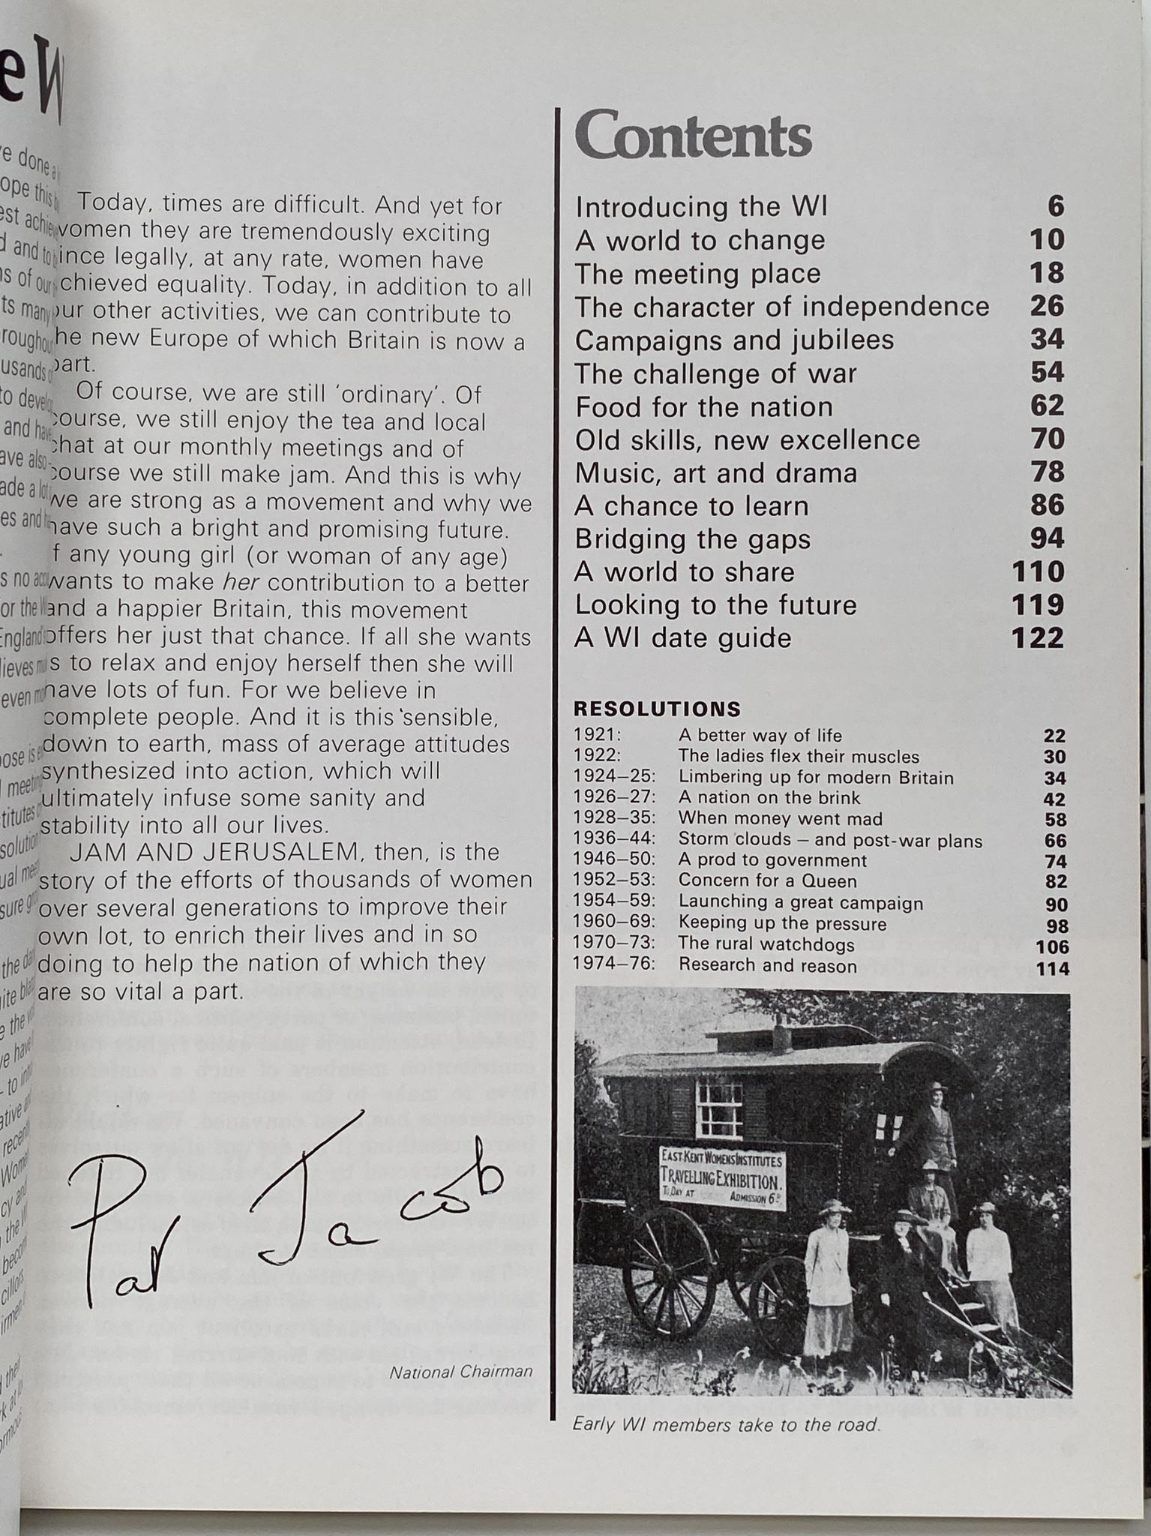 Today, times are difficult. And yet for
women they are tremendously exciting
since legally, at any rate, women have
achieved equality. Today, in addition to all
our other activities, we can contribute to
the new Europe of which Britain is now a
part.
Of course, we are still 'ordinary'. Of
course, we still enjoy the tea and local
chat at our monthly meetings and of
course we still make jam. And this is why
we are strong as a movement and why we
have such a bright and promising future.
If any young girl (or woman of any age)
wants to make her contribution to a better
and a happier Britain, this movement
offers her just that chance. If all she wants
is to relax and enjoy herself then she will
have lots of fun. For we believe in
complete people. And it is this 'sensible,
down to earth, mass of average attitudes
synthesized into action, which will
ultimately infuse some sanity and
stability into all our lives.
JAM AND JERUSALEM, then, is the
story of the efforts of thousands of women
over several generations to improve their
own lot, to enrich their lives and in so
doing to help the nation of which they
are so vital a part.
Pat Jacob
National Chairman
Contents
Introducing the WI 6
A world to change 10
The meeting place 18
The character of independence 26
Campaigns and jubilees 34
The challenge of war 54
Food for the nation 62
Old skills, new excellence 70
Music, art and drama 78
A chance to learn 86
Bridging the gaps 94
A world to share 110
Looking to the future 119
A WI date guide 122
RESOLUTIONS
1921: A better way of life 22
1922: The ladies flex their muscles 30
1924–25: Limbering up for modern Britain 34
1926–27: A nation on the brink 42
1928–35: When money went mad 58
1936–44: Storm clouds – and post-war plans 66
1946–50: A prod to government 74
1952–53: Concern for a Queen 82
1954–59: Launching a great campaign 90
1960–69: Keeping up the pressure 98
1970–73: The rural watchdogs 106
1974–76: Research and reason 114
EAST KENT WOMENS INSTITUTES
TRAVELLING EXHIBITION.
TO DAY AT ADMISSION 6D.
Early WI members take to the road.